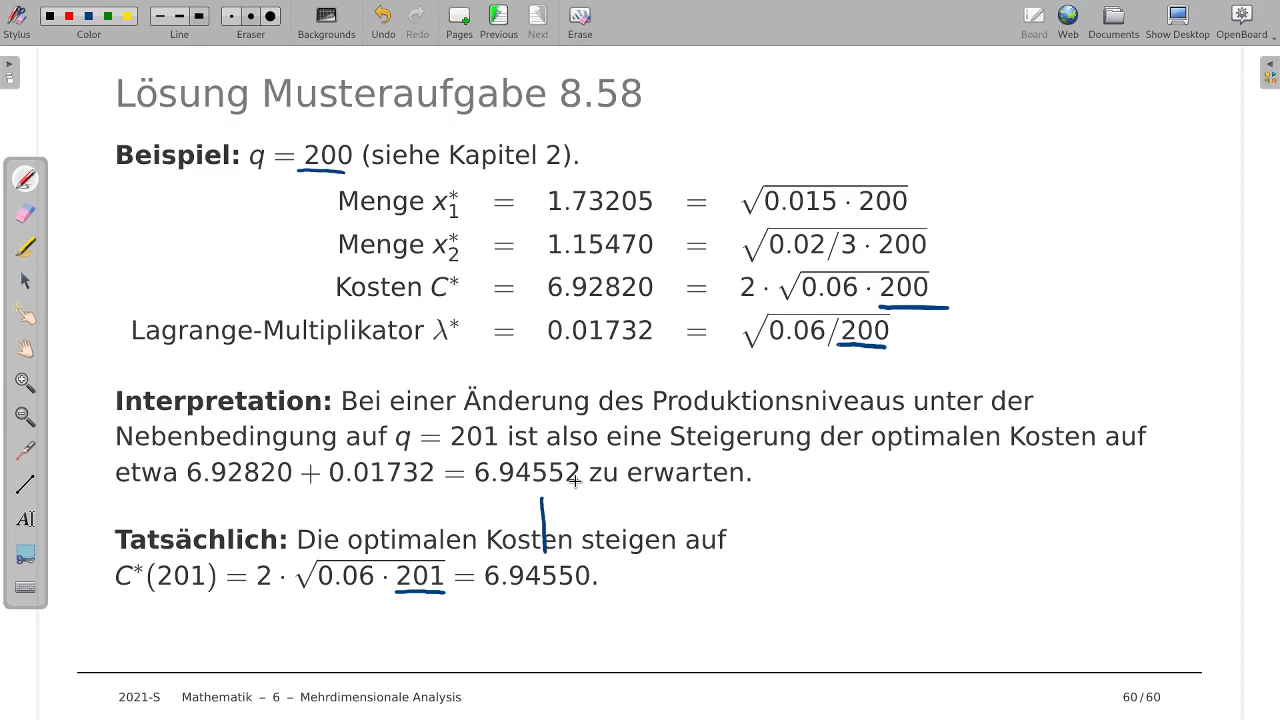 Stylus Color Line Eraser Backgrounds Undo Redo Pages Previous Next Erase Board Web Documents Show Desktop OpenBoard
Lösung Musteraufgabe 8.58
Beispiel: q = 200 (siehe Kapitel 2).
Menge x₁* = 1.73205 = √(0.015 · 200)
Menge x₂* = 1.15470 = √(0.02/3 · 200)
Kosten C* = 6.92820 = 2 · √(0.06 · 200)
Lagrange-Multiplikator λ* = 0.01732 = √(0.06/200)
Interpretation: Bei einer Änderung des Produktionsniveaus unter der
Nebenbedingung auf q = 201 ist also eine Steigerung der optimalen Kosten auf
etwa 6.92820 + 0.01732 = 6.94552 zu erwarten.
Tatsächlich: Die optimalen Kosten steigen auf
C*(201) = 2 · √(0.06 · 201) = 6.94550.
2021-S Mathematik – 6 – Mehrdimensionale Analysis 60/60